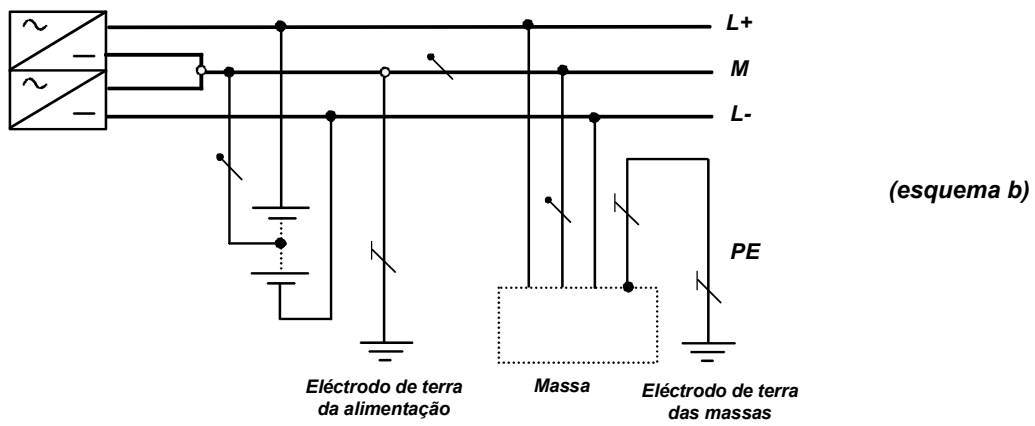 L+
M
L-
(esquema b)
PE
Eléctrodo de terra
da alimentação
Massa
Eléctrodo de terra
das massas